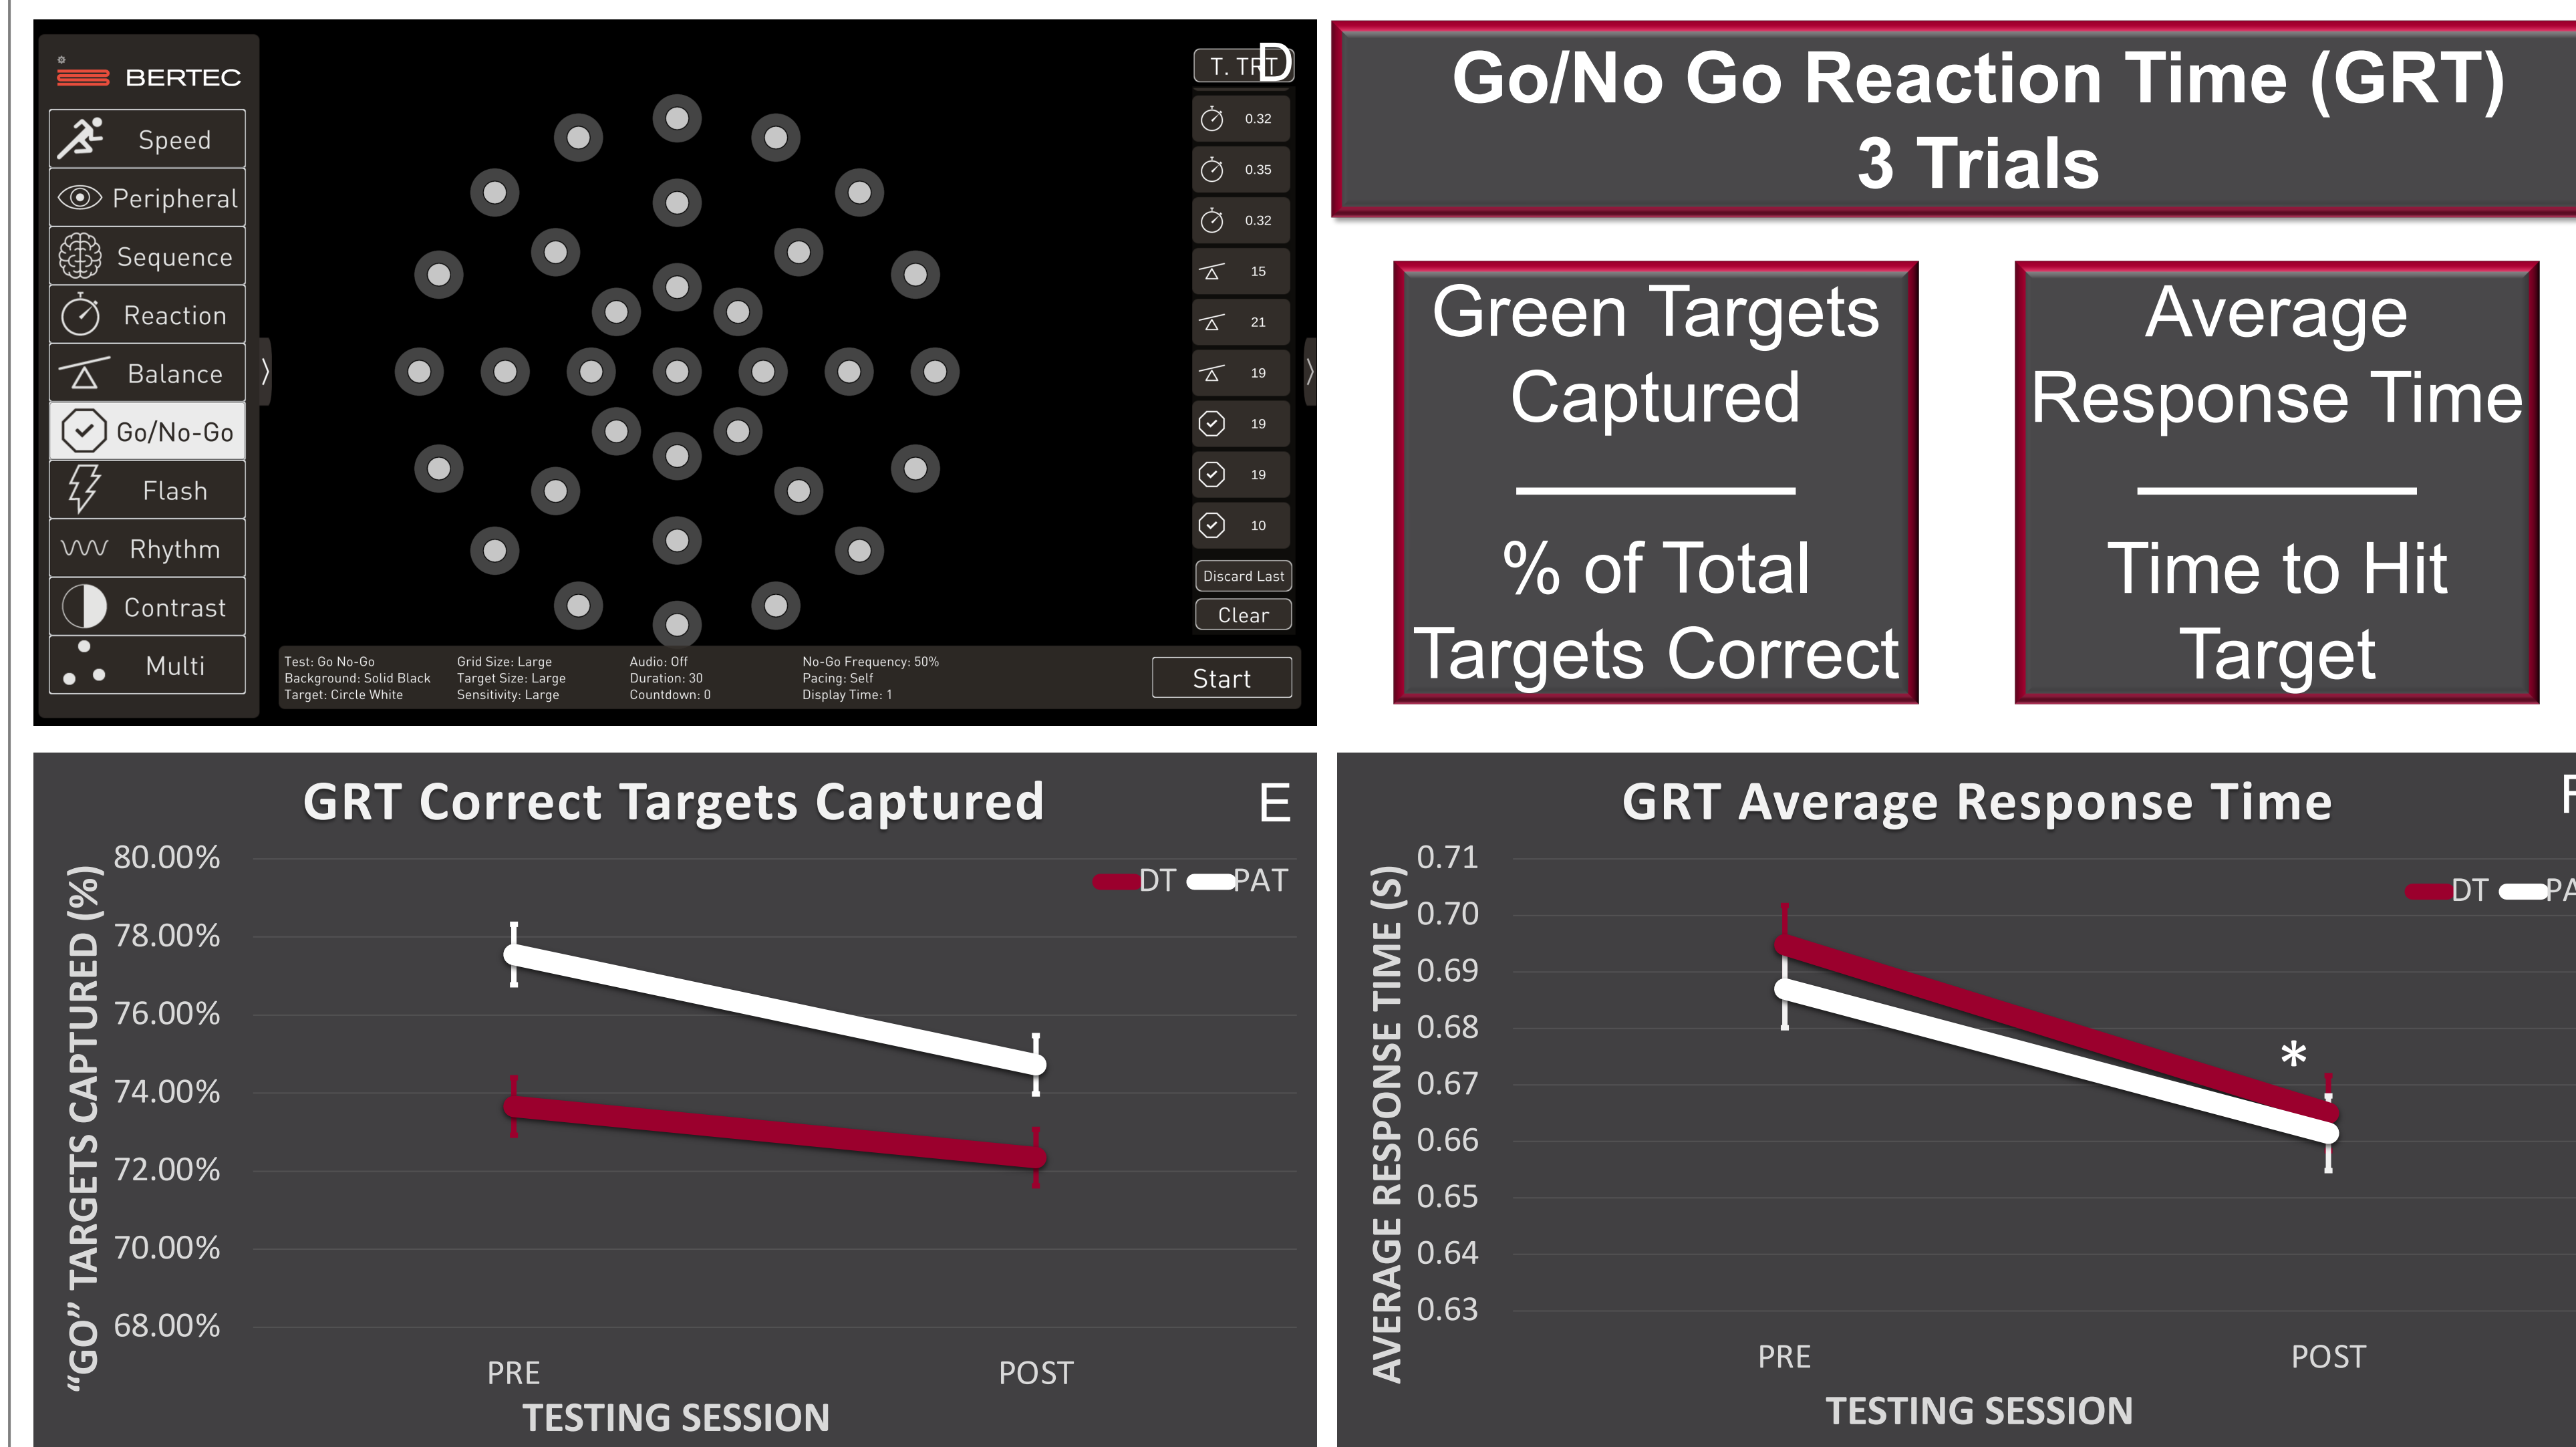 BERTEC
Speed
Peripheral
Sequence
Reaction
Balance
Go/No-Go
Flash
Rhythm
Contrast
Multi
T. TRT
D
0.32
0.35
0.32
15
21
19
19
19
10
Discard Last
Clear
Test: Go No-Go
Background: Solid Black
Target: Circle White
Grid Size: Large
Target Size: Large
Sensitivity: Large
Audio: Off
Duration: 30
Countdown: 0
No-Go Frequency: 50%
Pacing: Self
Display Time: 1
Start
Go/No Go Reaction Time (GRT)
3 Trials
Green Targets
Captured
% of Total
Targets Correct
Average
Response Time
Time to Hit
Target
GRT Correct Targets Captured
E
"GO" TARGETS CAPTURED (%)
80.00%
78.00%
76.00%
74.00%
72.00%
70.00%
68.00%
DT PAT
PRE POST
TESTING SESSION
GRT Average Response Time
F
AVERAGE RESPONSE TIME (S)
0.71
0.70
0.69
0.68
0.67
0.66
0.65
0.64
0.63
DT PA
*
PRE POST
TESTING SESSION